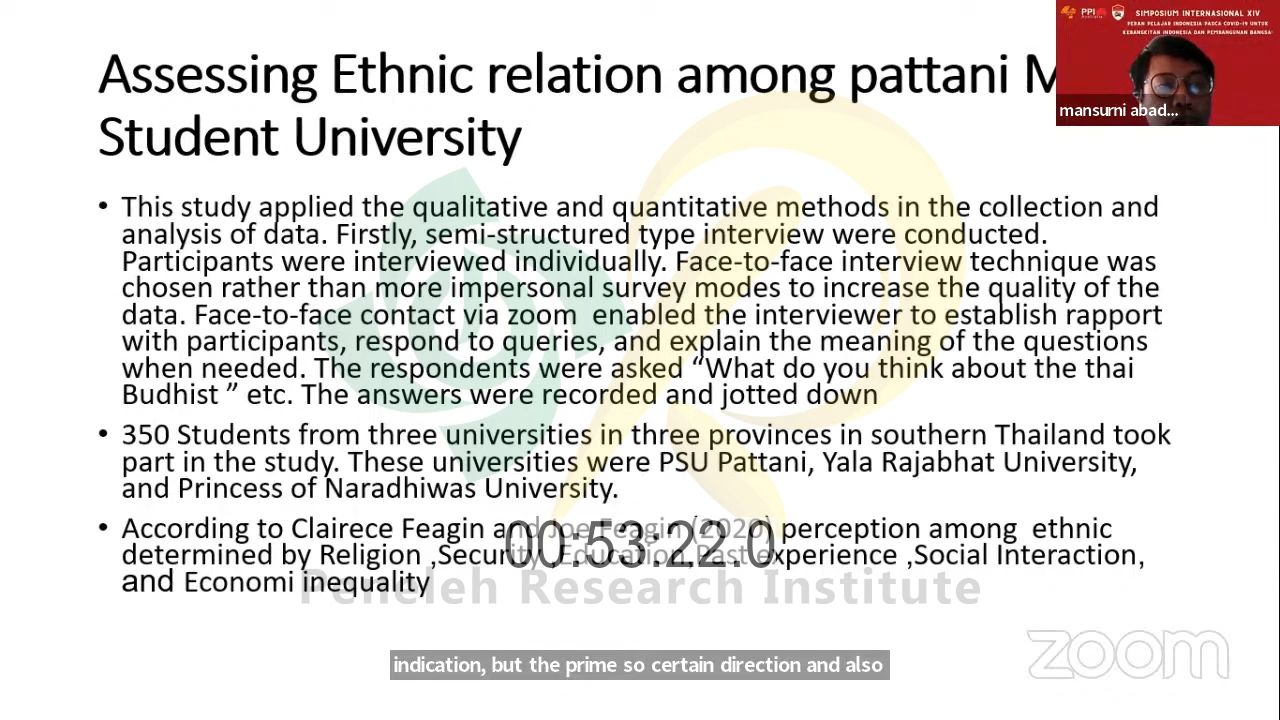 Assessing Ethnic relation among pattani M
Student University
• This study applied the qualitative and quantitative methods in the collection and
analysis of data. Firstly, semi-structured type interview were conducted.
Participants were interviewed individually. Face-to-face interview technique was
chosen rather than more impersonal survey modes to increase the quality of the
data. Face-to-face contact via zoom enabled the interviewer to establish rapport
with participants, respond to queries, and explain the meaning of the questions
when needed. The respondents were asked “What do you think about the thai
Budhist ” etc. The answers were recorded and jotted down
• 350 Students from three universities in three provinces in southern Thailand took
part in the study. These universities were PSU Pattani, Yala Rajabhat University,
and Princess of Naradhiwas University.
• According to Clairece Feagin and Joe Feagin (2020) perception among ethnic
determined by Religion ,Security, Education, Past experience ,Social Interaction,
and Economi inequality
00:53:22.0
Peneleh Research Institute
zoom
indication, but the prime so certain direction and also
PPI
SIMPOSIUM INTERNASIONAL XIV
PERAN PELAJAR INDONESIA PASCA COVID-19 UNTUK
KEBANGKITAN INDONESIA DAN PEMBANGUNAN BANGSA
mansurni abad...